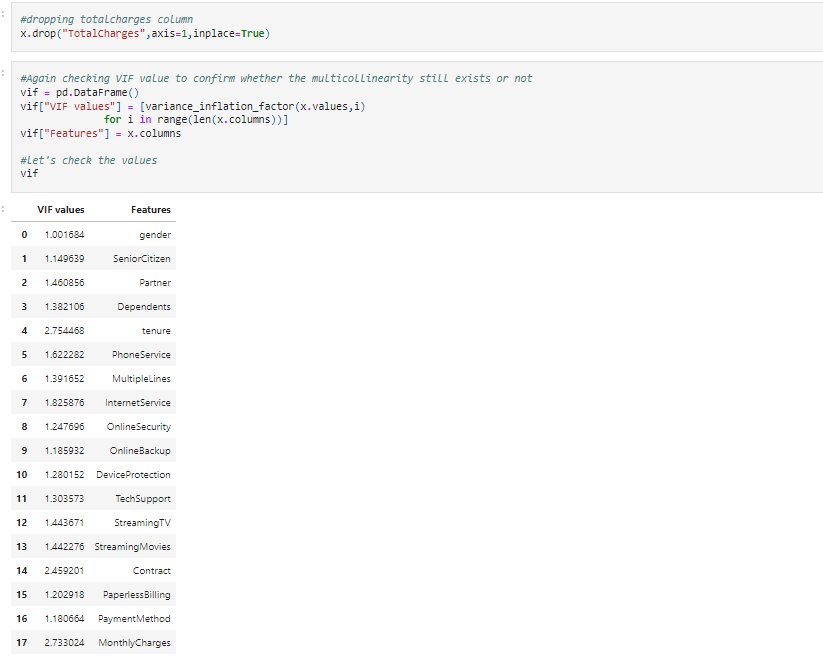 #dropping totalcharges column
x.drop("TotalCharges",axis=1,inplace=True)
#Again checking VIF value to confirm whether the multicollinearity still exists or not
vif = pd.DataFrame()
vif["VIF values"] = [variance_inflation_factor(x.values,i)
for i in range(len(x.columns))]
vif["Features"] = x.columns
#let's check the values
vif
VIF values Features
0 1.001684 gender
1 1.149639 SeniorCitizen
2 1.460856 Partner
3 1.382106 Dependents
4 2.754468 tenure
5 1.622282 PhoneService
6 1.391652 MultipleLines
7 1.825876 InternetService
8 1.247696 OnlineSecurity
9 1.185932 OnlineBackup
10 1.280152 DeviceProtection
11 1.303573 TechSupport
12 1.443671 StreamingTV
13 1.442276 StreamingMovies
14 2.459201 Contract
15 1.202918 PaperlessBilling
16 1.180664 PaymentMethod
17 2.733024 MonthlyCharges